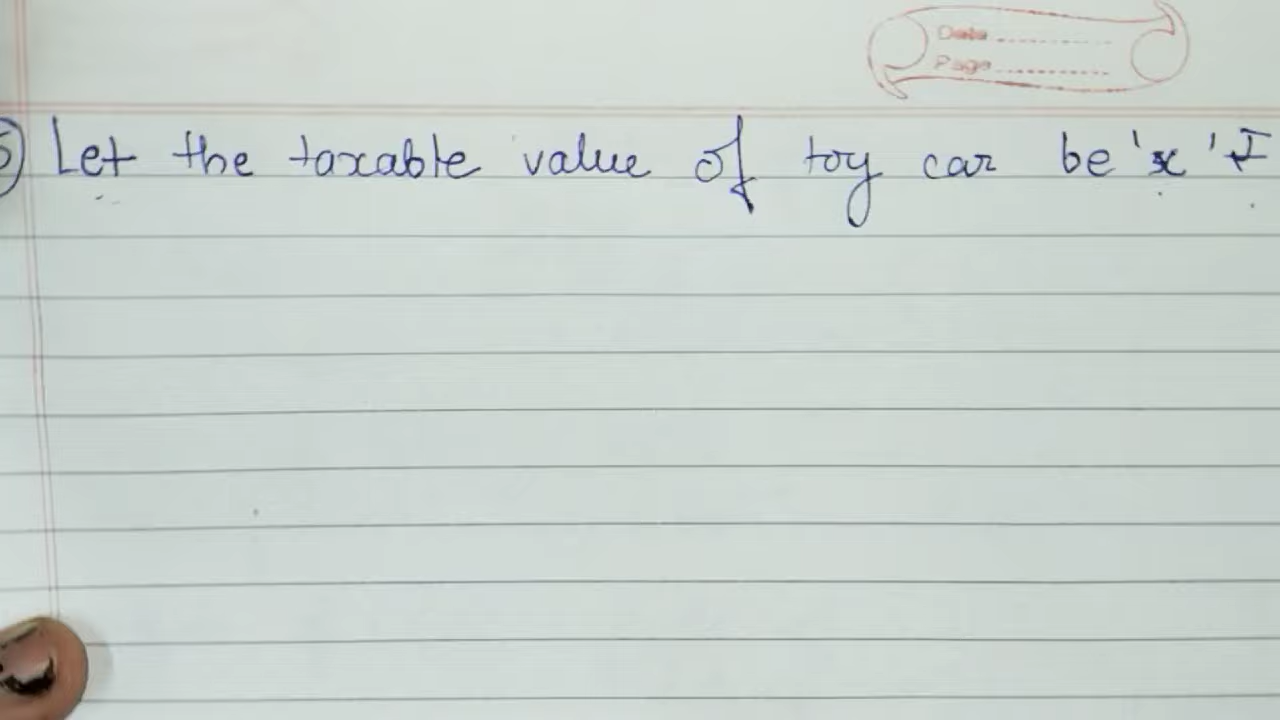 Date ..............
Page ..............
5) Let the taxable value of toy car be 'x' ₹